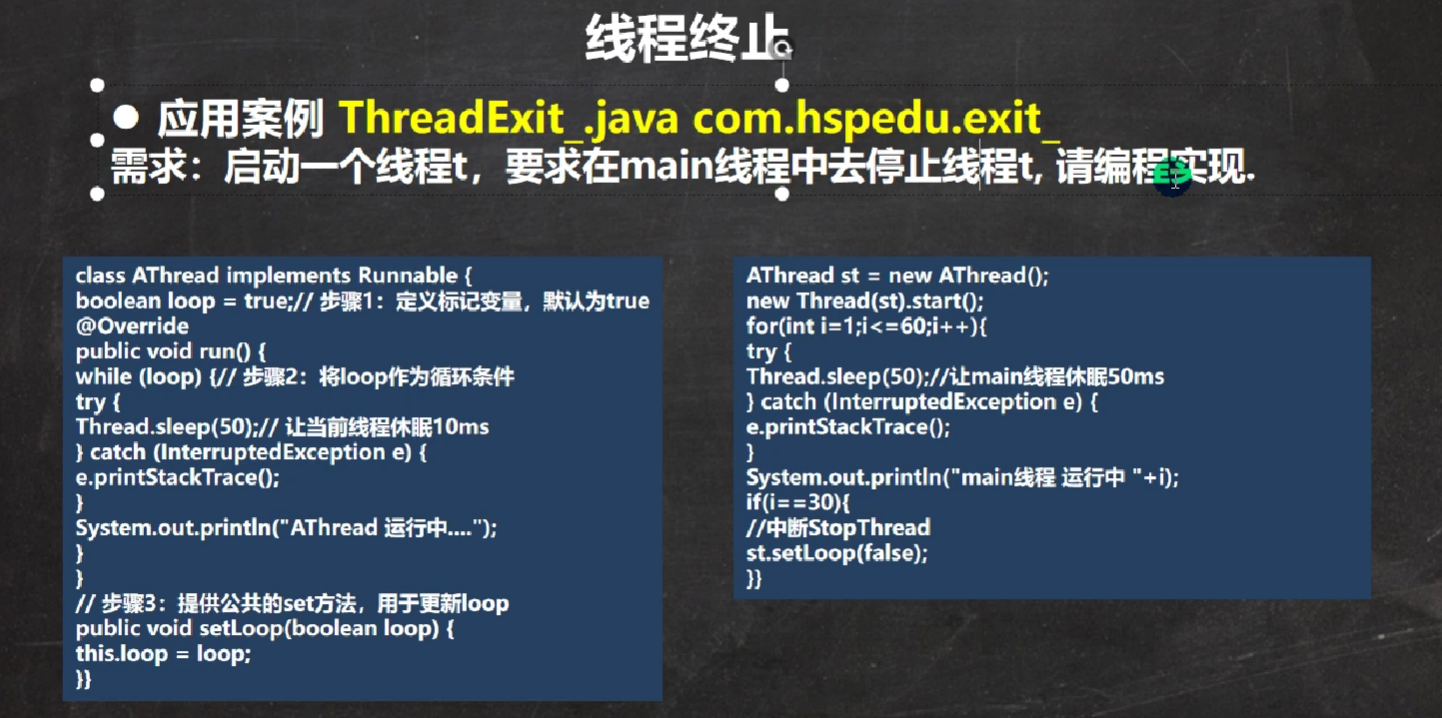 线程终止
● 应用案例 ThreadExit_.java com.hspedu.exit_
需求：启动一个线程t，要求在main线程中去停止线程t, 请编程实现.
class AThread implements Runnable {
boolean loop = true;// 步骤1：定义标记变量，默认为true
@Override
public void run() {
while (loop) {// 步骤2：将loop作为循环条件
try {
Thread.sleep(50);// 让当前线程休眠10ms
} catch (InterruptedException e) {
e.printStackTrace();
}
System.out.println("AThread 运行中....");
}
}
// 步骤3：提供公共的set方法，用于更新loop
public void setLoop(boolean loop) {
this.loop = loop;
}}
AThread st = new AThread();
new Thread(st).start();
for(int i=1;i<=60;i++){
try {
Thread.sleep(50);//让main线程休眠50ms
} catch (InterruptedException e) {
e.printStackTrace();
}
System.out.println("main线程 运行中 "+i);
if(i==30){
//中断StopThread
st.setLoop(false);
}}